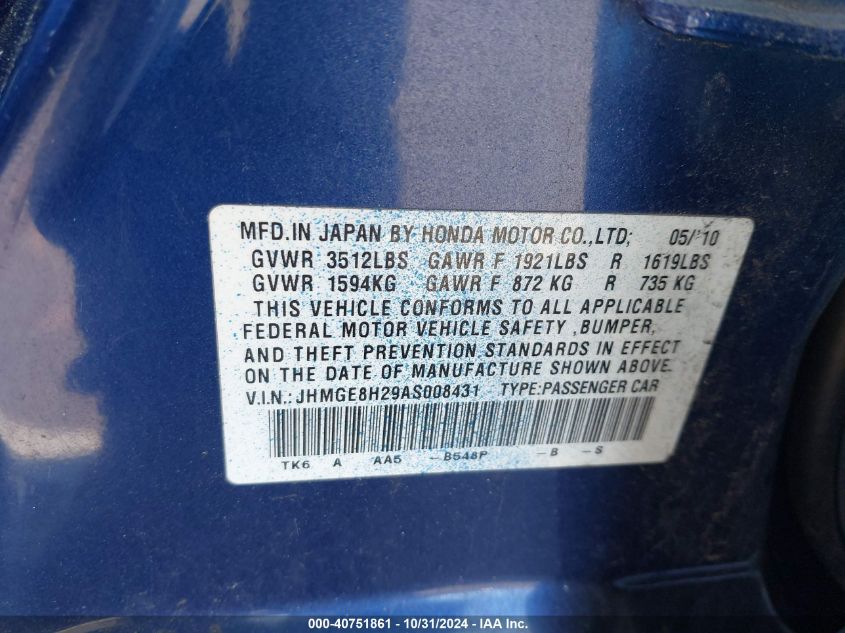 MFD.IN JAPAN BY HONDA MOTOR CO.,LTD; 05/'10
GVWR 3512LBS GAWR F 1921LBS R 1619LBS
GVWR 1594KG GAWR F 872 KG R 735 KG
THIS VEHICLE CONFORMS TO ALL APPLICABLE
FEDERAL MOTOR VEHICLE SAFETY ,BUMPER,
AND THEFT PREVENTION STANDARDS IN EFFECT
ON THE DATE OF MANUFACTURE SHOWN ABOVE.
V.I.N.: JHMGE8H29AS008431 TYPE:PASSENGER CAR
TK6 A AA5 -B548P -B -S
000-40751861 - 10/31/2024 - IAA Inc.